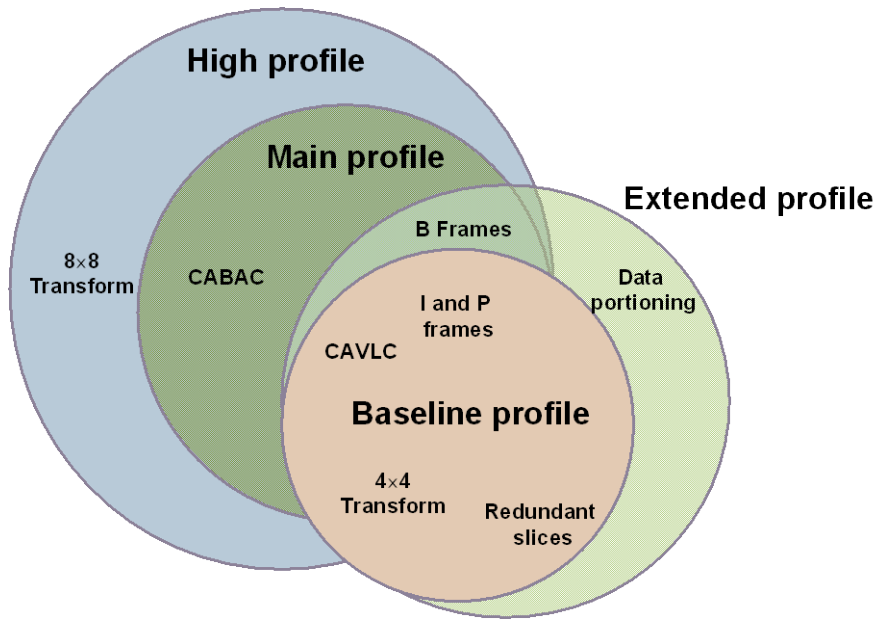 High profile
Main profile
Extended profile
B Frames
8×8
Transform
CABAC
Data
portioning
I and P
frames
CAVLC
Baseline profile
4×4
Transform
Redundant
slices